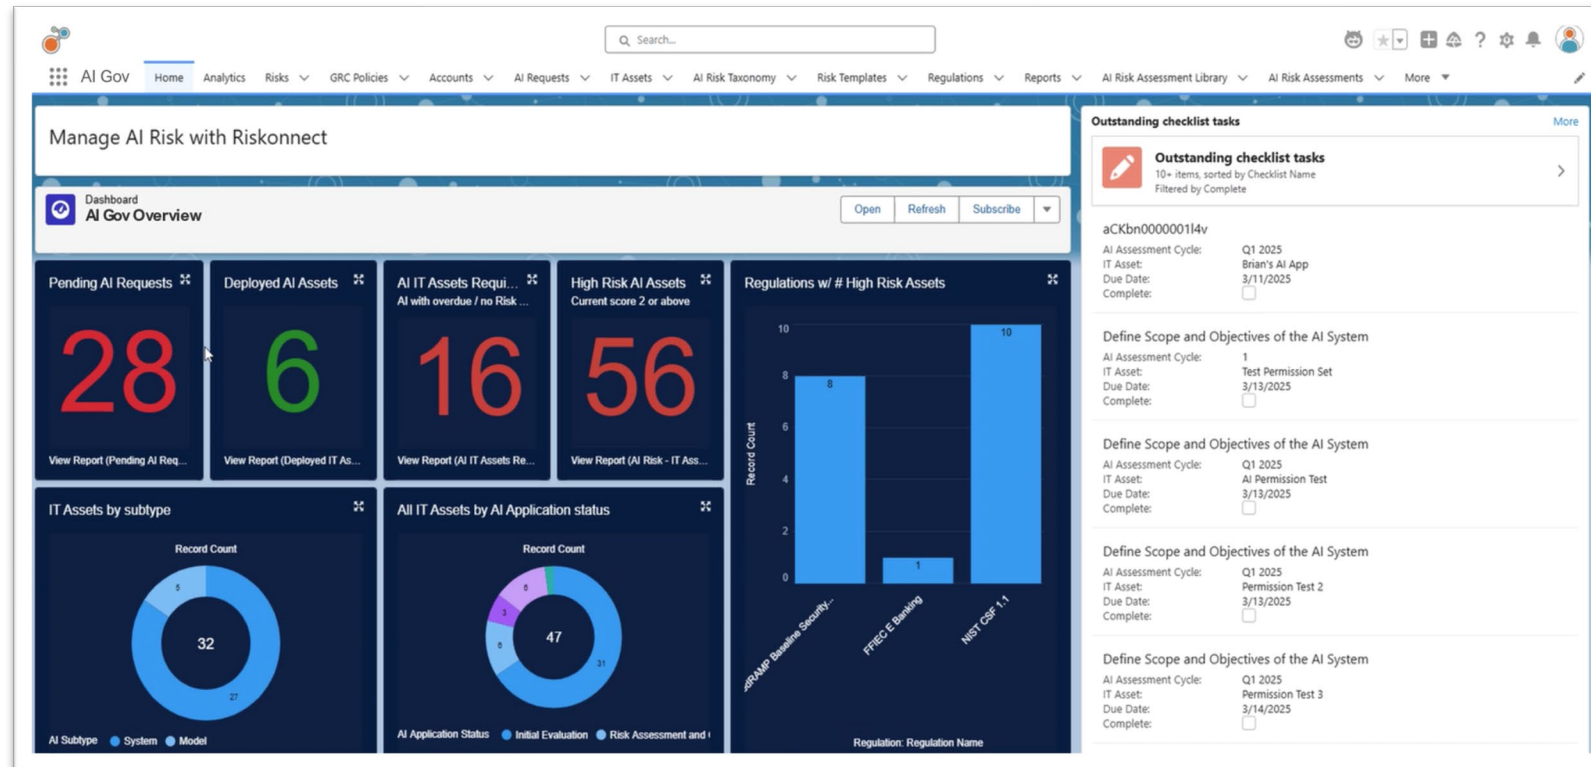 Search...
AI Gov
Home
Analytics
Risks
GRC Policies
Accounts
AI Requests
IT Assets
AI Risk Taxonomy
Risk Templates
Regulations
Reports
AI Risk Assessment Library
AI Risk Assessments
More
Manage AI Risk with Riskonnect
Dashboard
AI Gov Overview
Open
Refresh
Subscribe
Pending AI Requests
28
View Report (Pending AI Req...
Deployed AI Assets
6
View Report (Deployed IT As...
AI IT Assets Requi...
AI with overdue / no Risk ...
16
View Report (AI IT Assets Re...
High Risk AI Assets
Current score 2 or above
56
View Report (AI Risk - IT Ass...
Regulations w/ # High Risk Assets
Record Count
10
8
6
4
2
0
8
1
10
dRAMP Baseline Security...
FFIEC E Banking
NIST CSF 1.1
Regulation: Regulation Name
IT Assets by subtype
Record Count
5
32
27
AI Subtype
System
Model
All IT Assets by AI Application status
Record Count
6
3
6
47
31
AI Application Status
Initial Evaluation
Risk Assessment and
Outstanding checklist tasks
More
Outstanding checklist tasks
10+ items, sorted by Checklist Name
Filtered by Complete
AI Assessment Cycle: Q1 2025
IT Asset: Brian's AI App
Due Date: 3/11/2025
Complete:
Define Scope and Objectives of the AI System
AI Assessment Cycle: 1
IT Asset: Test Permission Set
Due Date: 3/13/2025
Complete:
Define Scope and Objectives of the AI System
AI Assessment Cycle: Q1 2025
IT Asset: AI Permission Test
Due Date: 3/13/2025
Complete:
Define Scope and Objectives of the AI System
AI Assessment Cycle: Q1 2025
IT Asset: Permission Test 2
Due Date: 3/13/2025
Complete:
Define Scope and Objectives of the AI System
AI Assessment Cycle: Q1 2025
IT Asset: Permission Test 3
Due Date: 3/14/2025
Complete: